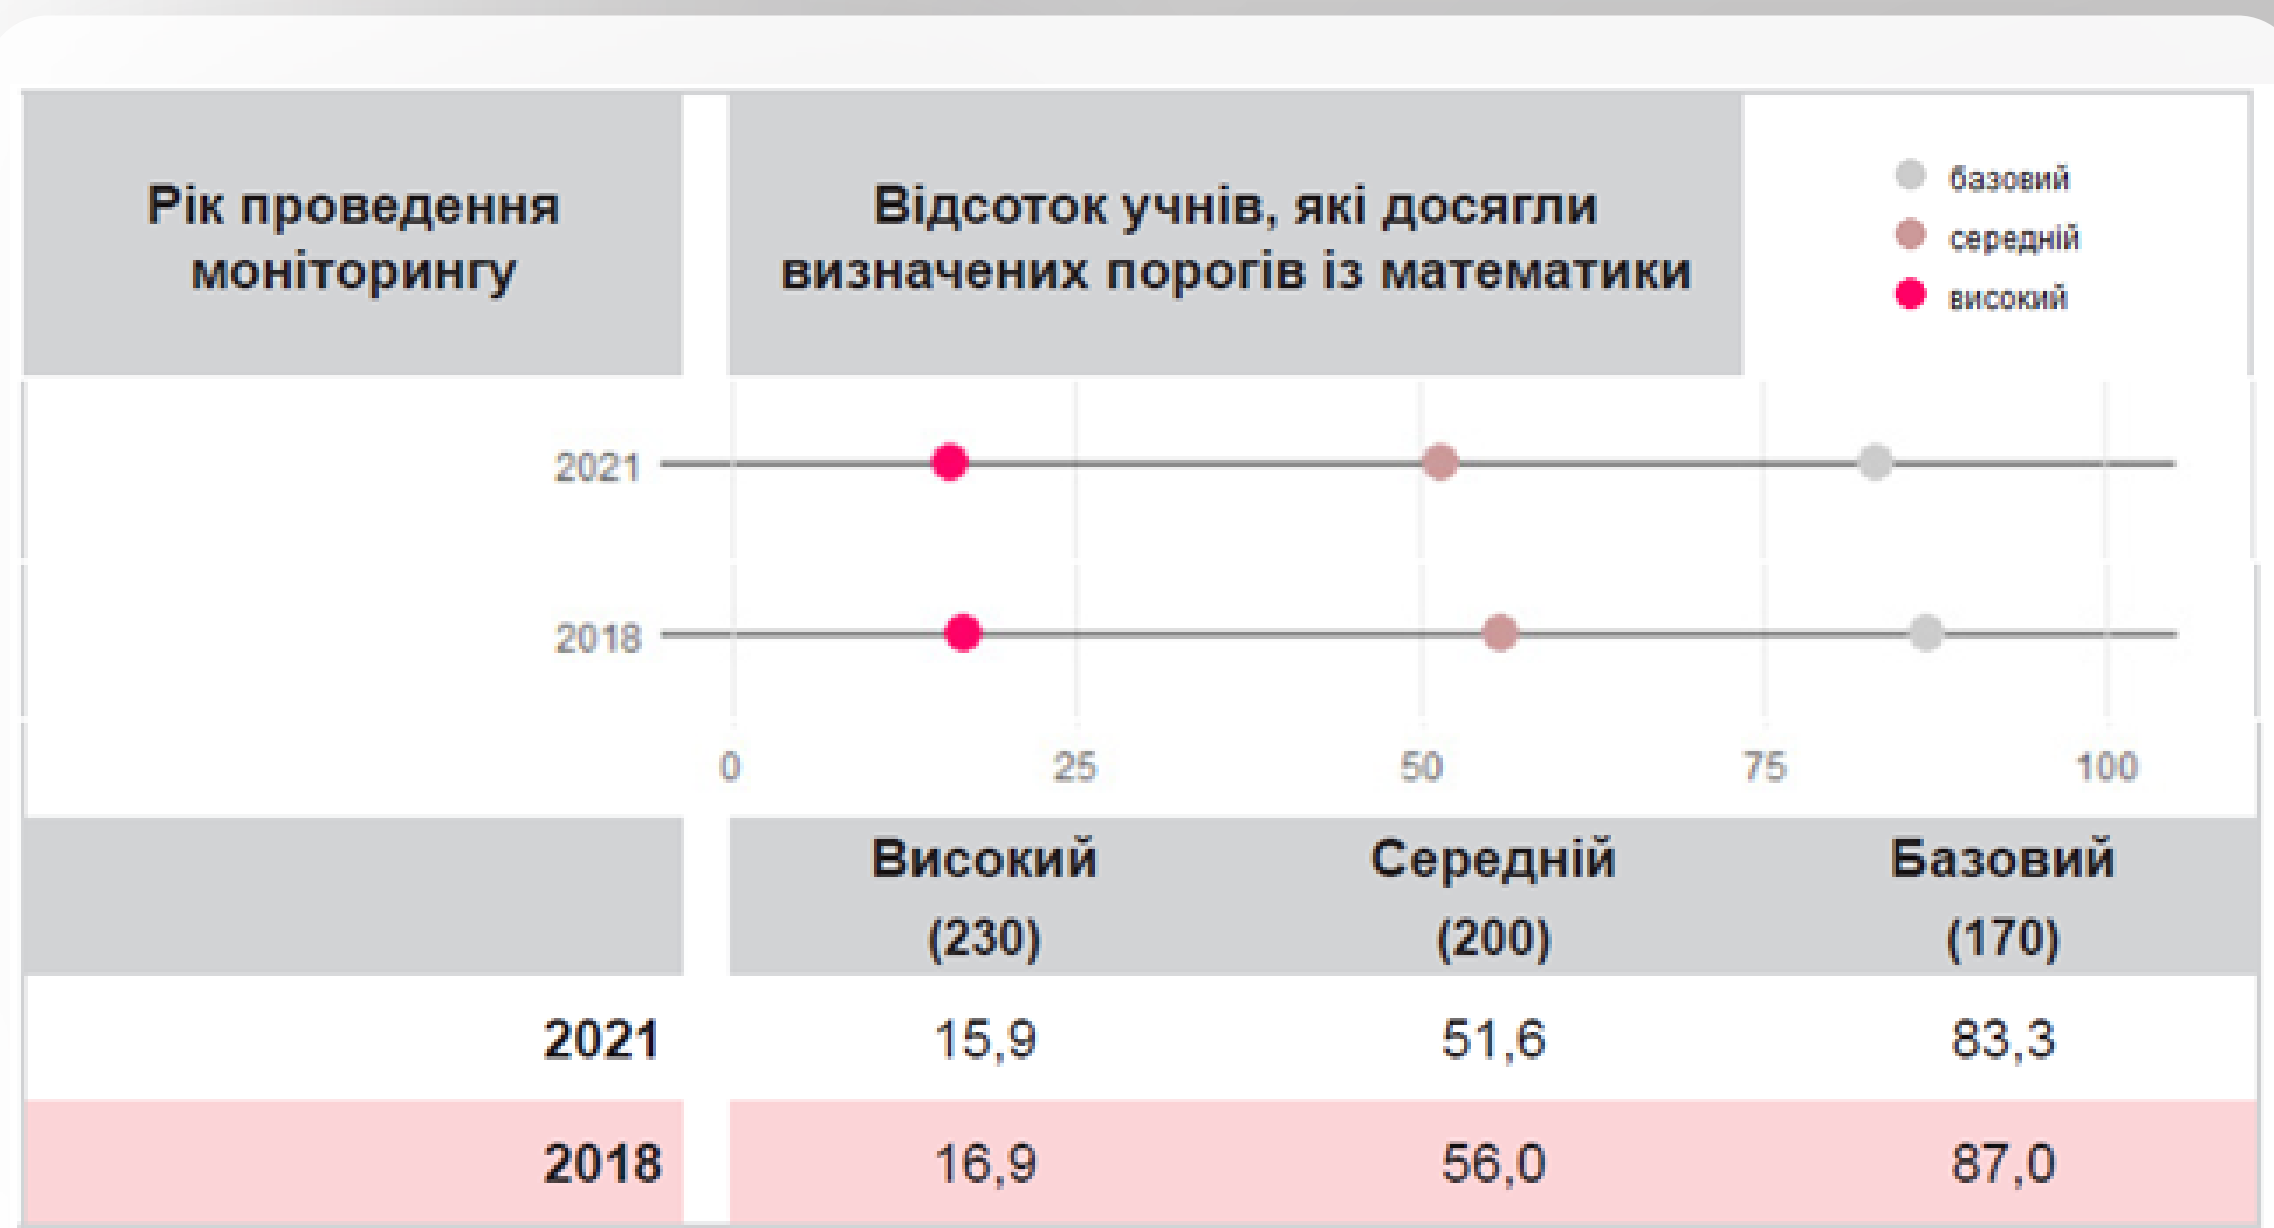 Рік проведення
моніторингу
Відсоток учнів, які досягли
визначених порогів із математики
базовий
середній
високий
2021
2018
0 25 50 75 100
Високий Середній Базовий
(230) (200) (170)
2021 15,9 51,6 83,3
2018 16,9 56,0 87,0